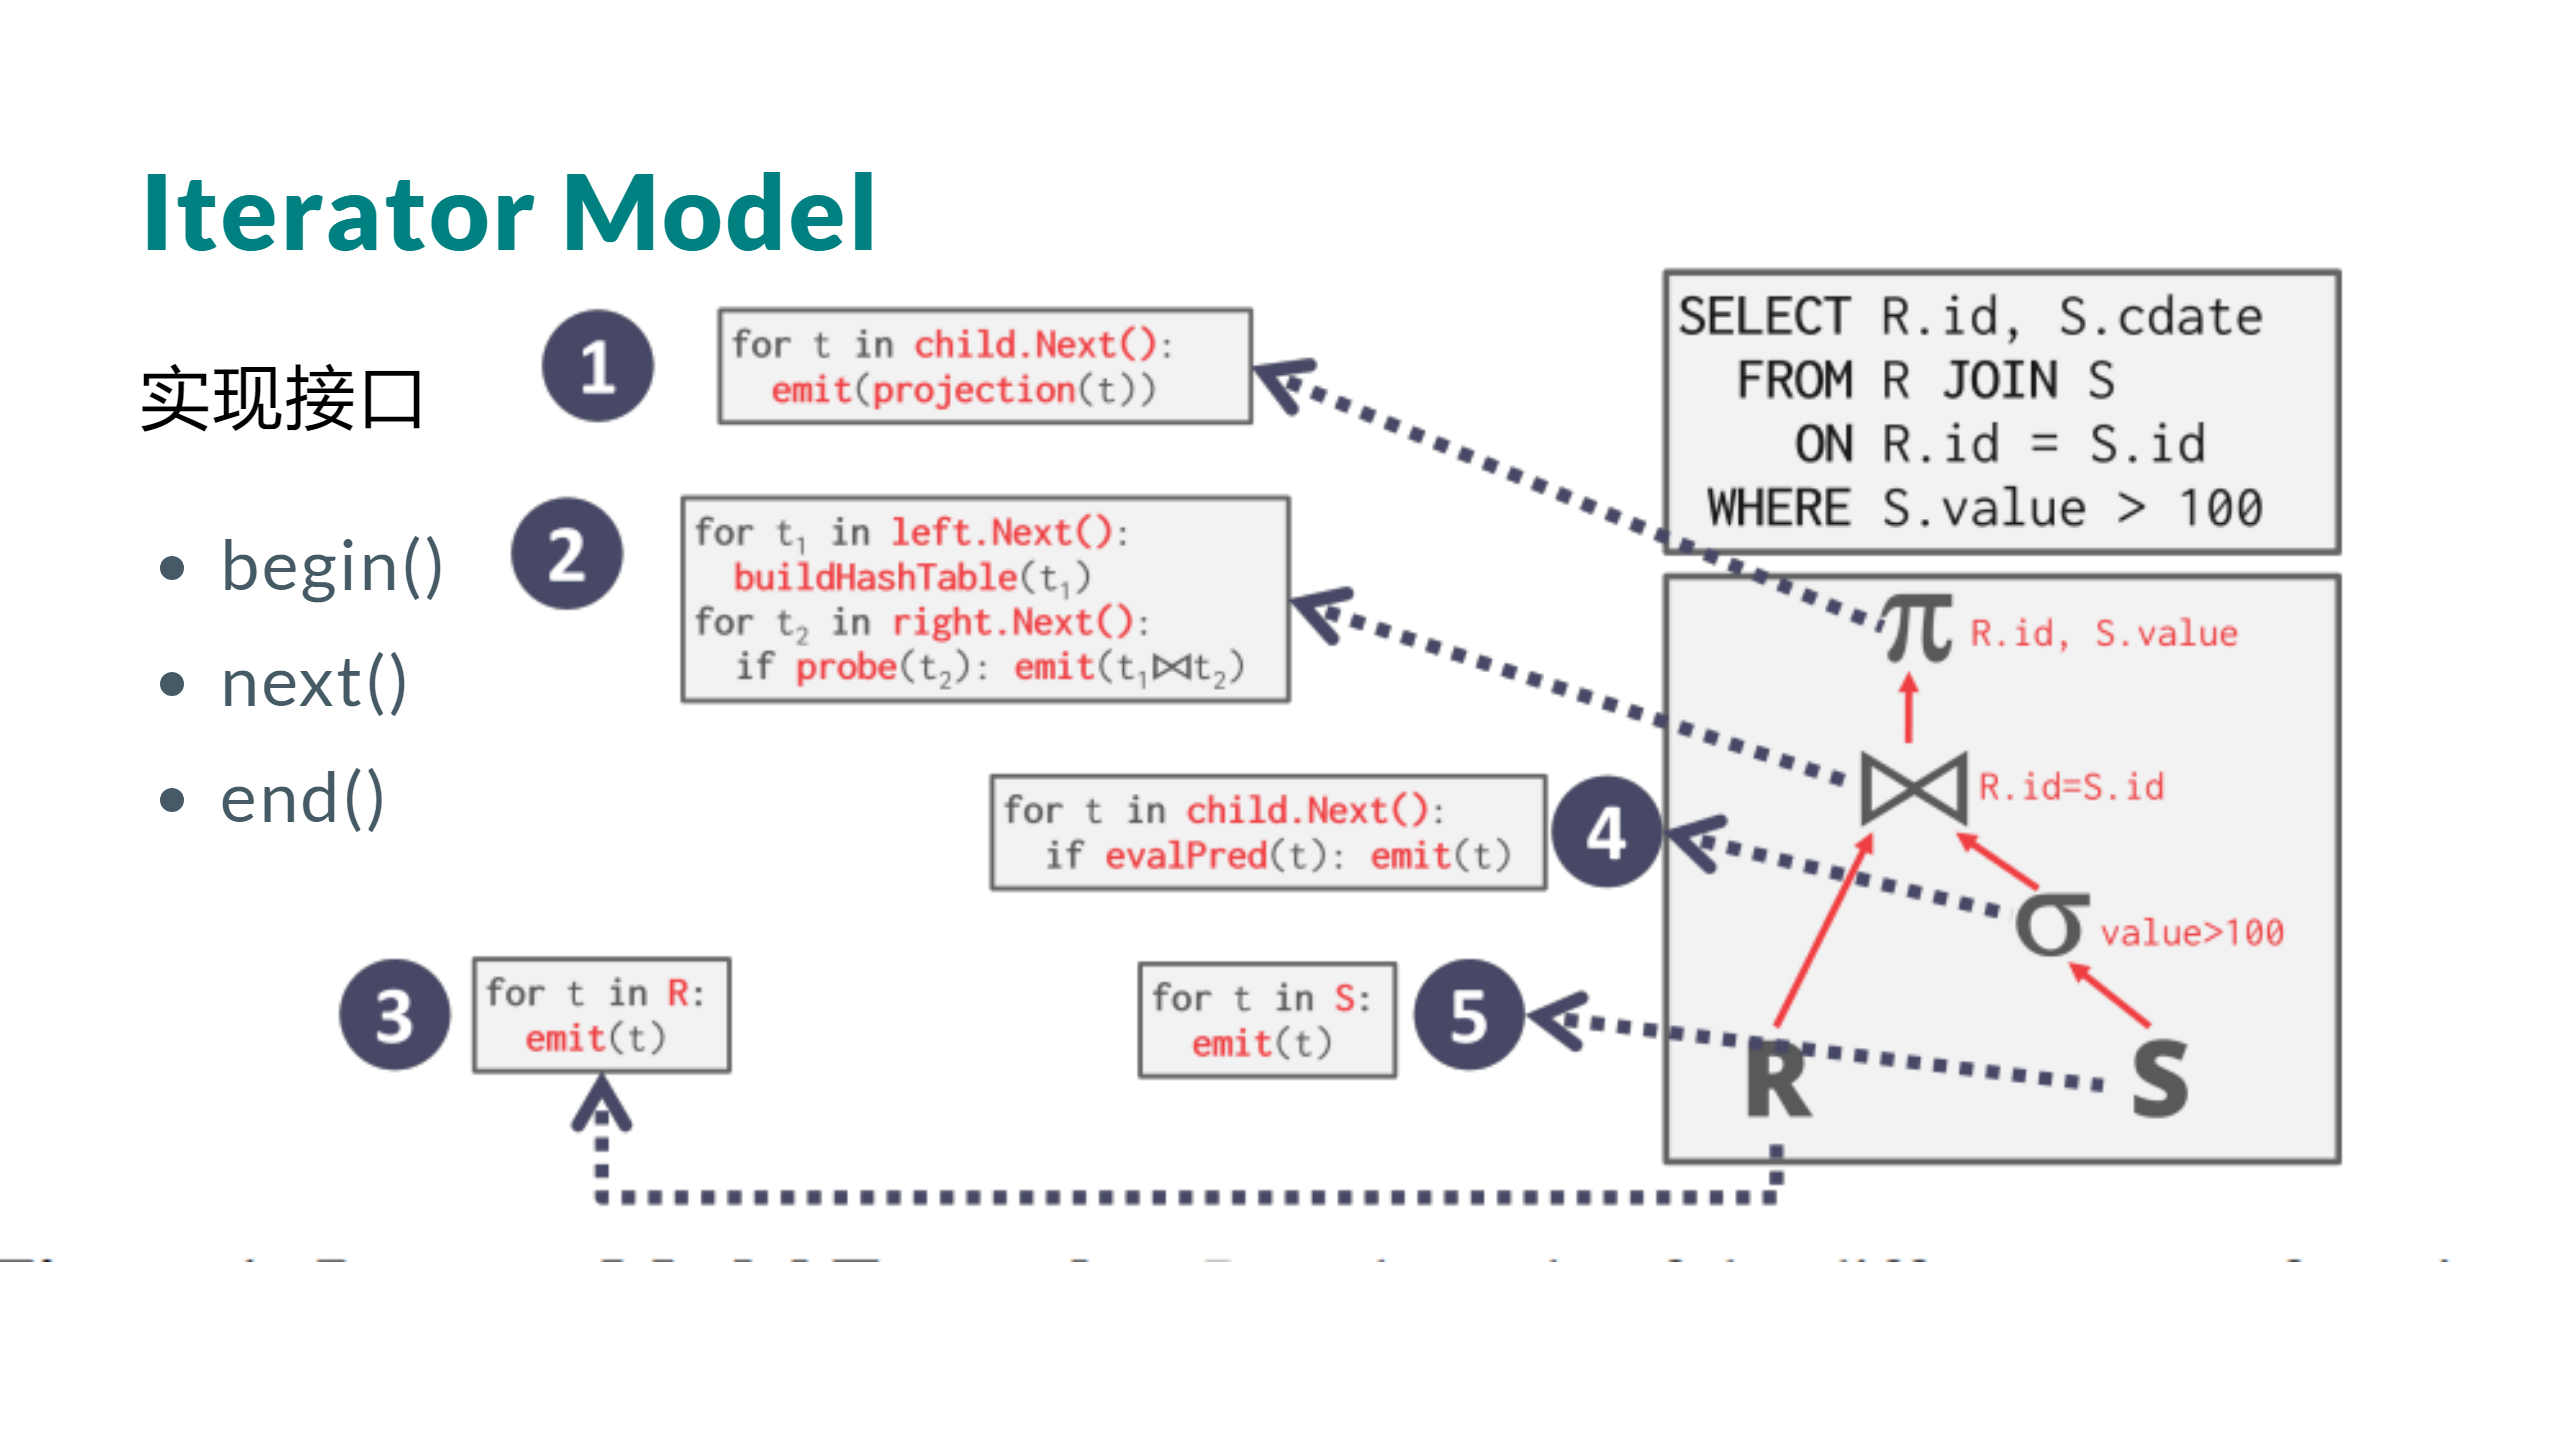 Iterator Model
实现接口
• begin()
• next()
• end()
1
for t in child.Next():
emit(projection(t))
2
for t₁ in left.Next():
buildHashTable(t₁)
for t₂ in right.Next():
if probe(t₂): emit(t₁⋈t₂)
for t in child.Next():
if evalPred(t): emit(t)
4
3
for t in R:
emit(t)
for t in S:
emit(t)
5
SELECT R.id, S.cdate
FROM R JOIN S
ON R.id = S.id
WHERE S.value > 100
π R.id, S.value
⋈ R.id=S.id
σ value>100
R
S